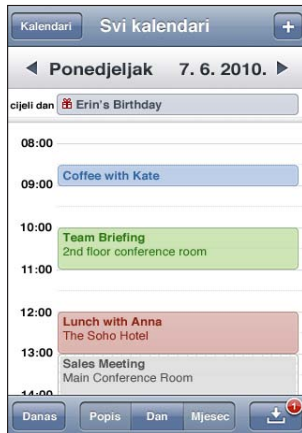 Kalendari Svi kalendari +
Ponedjeljak 7. 6. 2010.
cijeli dan Erin's Birthday
08:00
Coffee with Kate
09:00
10:00
Team Briefing
2nd floor conference room
11:00
12:00
Lunch with Anna
The Soho Hotel
13:00
Sales Meeting
Main Conference Room
14:00
Danas Popis Dan Mjesec 1